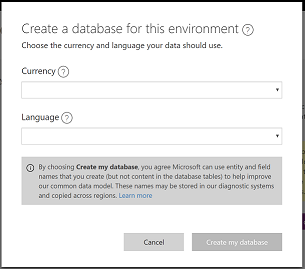 Create a database for this environment ?
Choose the currency and language your data should use.
Currency ?
Language ?
By choosing Create my database, you agree Microsoft can use entity and field
names that you create (but not content in the database tables) to help improve
our common data model. These names may be stored in our diagnostic systems
and copied across regions. Learn more
Cancel
Create my database